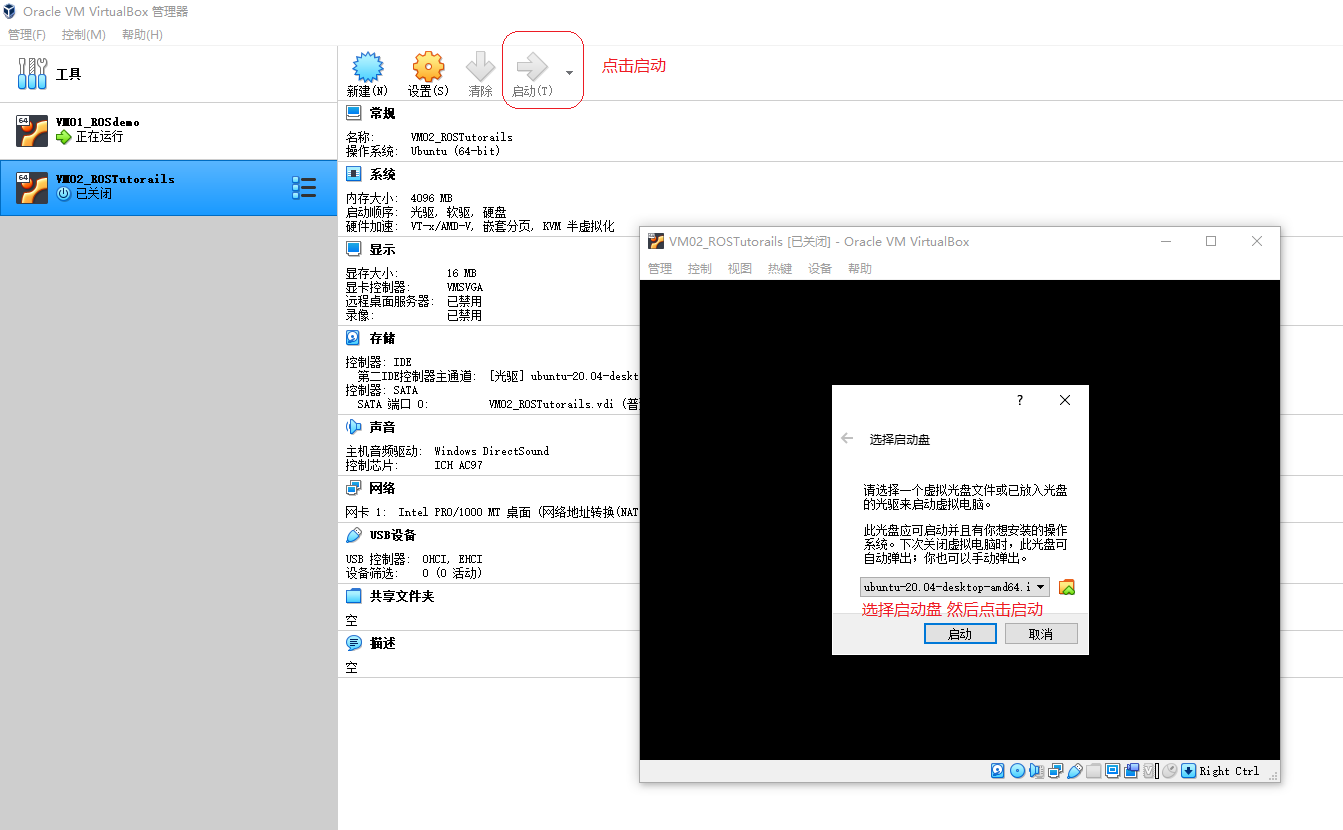 Oracle VM VirtualBox 管理器
管理(F) 控制(M) 帮助(H)
工具
新建(N) 设置(S) 清除 启动(T)
点击启动
64
VM01_ROSdemo
正在运行
64
VM02_ROSTutorails
已关闭
常规
名称: VM02_ROSTutorails
操作系统: Ubuntu (64-bit)
系统
内存大小: 4096 MB
启动顺序: 光驱, 软驱, 硬盘
硬件加速: VT-x/AMD-V, 嵌套分页, KVM 半虚拟化
显示
显存大小: 16 MB
显卡控制器: VMSVGA
远程桌面服务器: 已禁用
录像: 已禁用
存储
控制器: IDE
第二IDE控制器主通道: [光驱] ubuntu-20.04-deskt
控制器: SATA
SATA 端口 0: VM02_ROSTutorails.vdi (普
声音
主机音频驱动: Windows DirectSound
控制芯片: ICH AC97
网络
网卡 1: Intel PRO/1000 MT 桌面 (网络地址转换(NAT
USB设备
USB 控制器: OHCI, EHCI
设备筛选: 0 (0 活动)
共享文件夹
空
描述
空
VM02_ROSTutorails [已关闭] - Oracle VM VirtualBox
管理 控制 视图 热键 设备 帮助
?
选择启动盘
请选择一个虚拟光盘文件或已放入光盘
的光驱来启动虚拟电脑。
此光盘应可启动并且有你想安装的操作
系统。下次关闭虚拟电脑时，此光盘可
自动弹出；你也可以手动弹出。
ubuntu-20.04-desktop-amd64.i
选择启动盘 然后点击启动
启动 取消
Right Ctrl